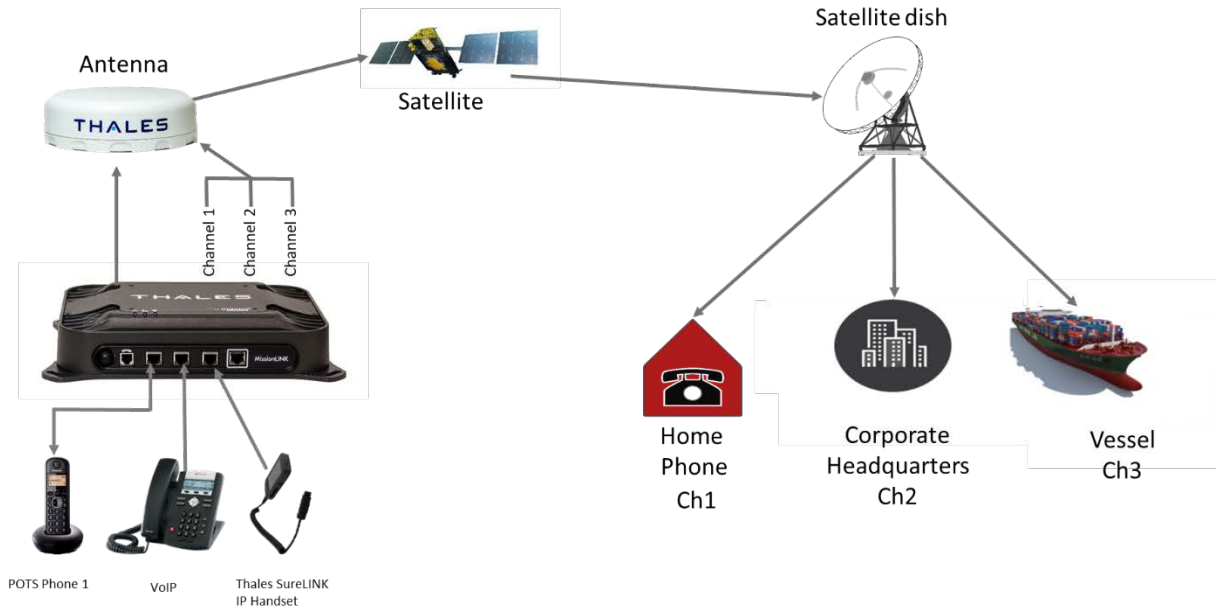 Satellite dish
Antenna
THALES
Satellite
Channel 1
Channel 2
Channel 3
THALES
MissionLINK
Home
Phone
Ch1
Corporate
Headquarters
Ch2
Vessel
Ch3
POTS Phone 1
VoIP
Thales SureLINK
IP Handset